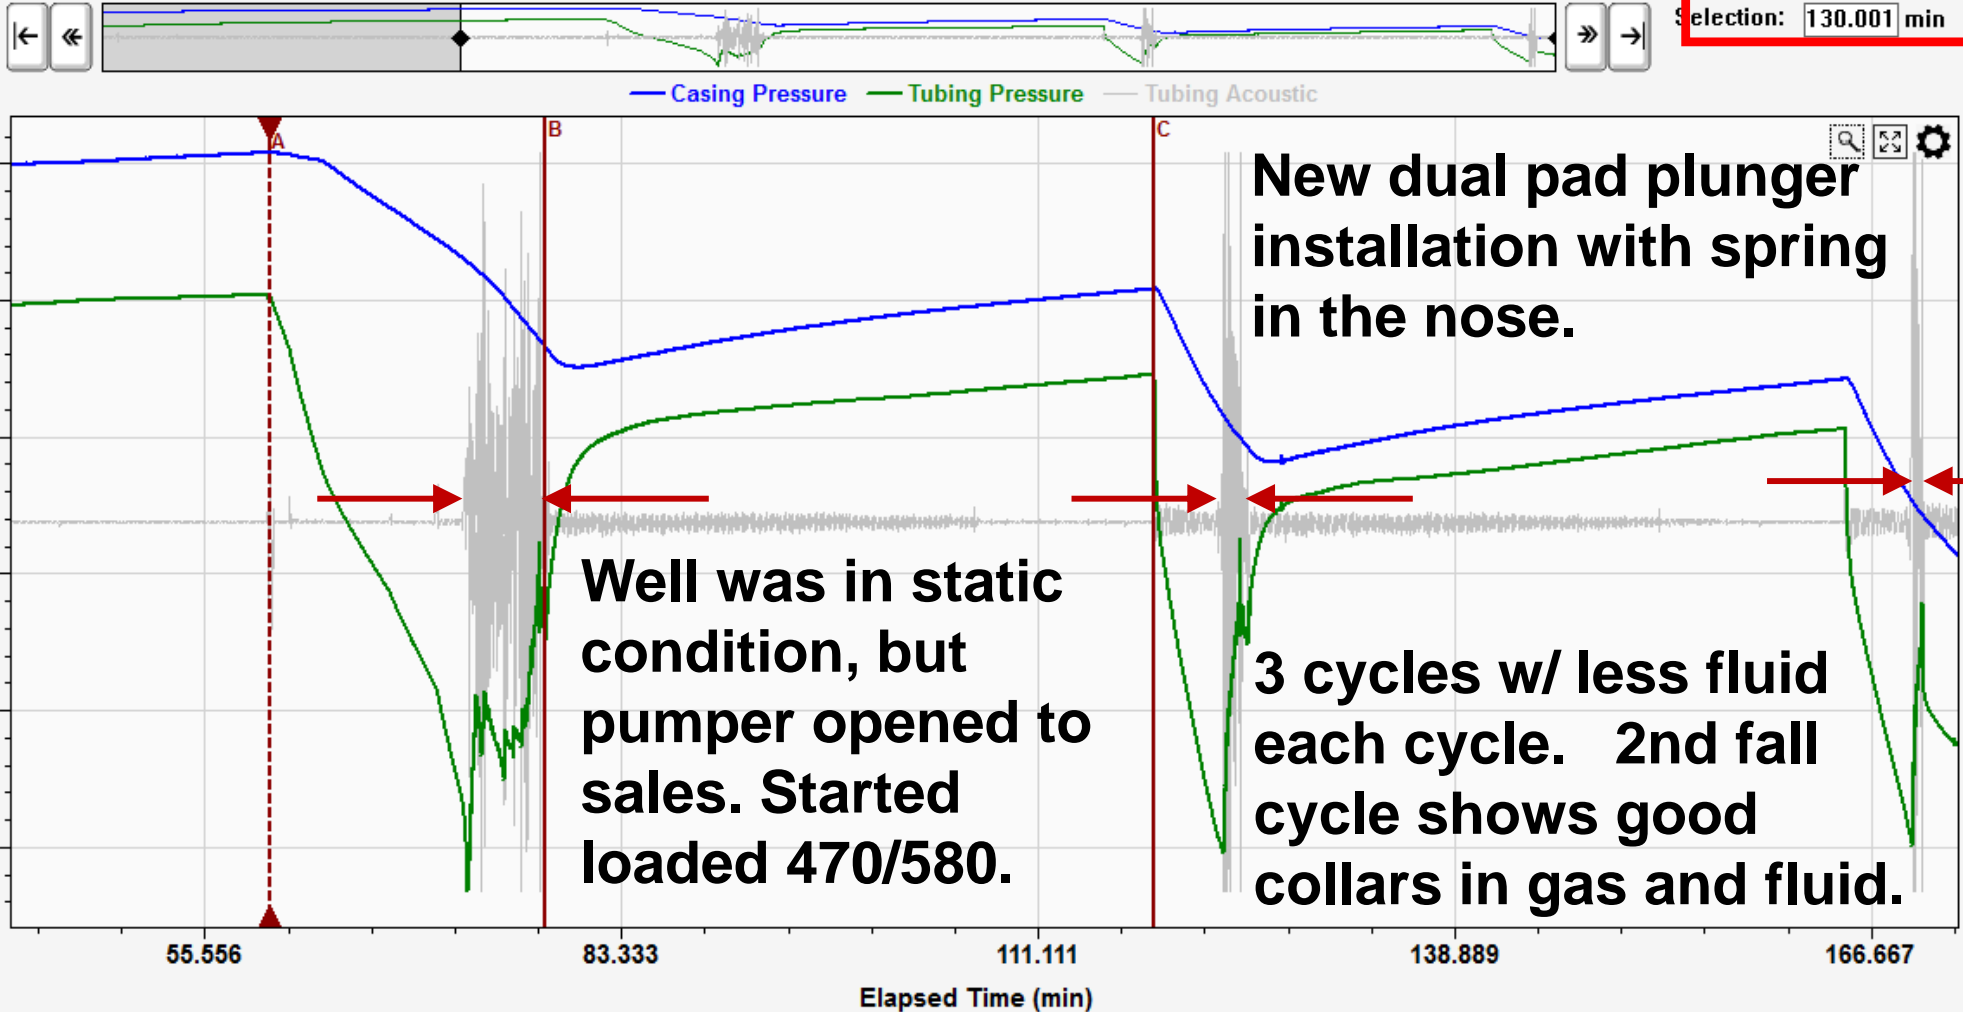 Selection: 130.001 min
Casing Pressure Tubing Pressure Tubing Acoustic
A
B
C
New dual pad plunger
installation with spring
in the nose.
Well was in static
condition, but
pumper opened to
sales. Started
loaded 470/580.
3 cycles w/ less fluid
each cycle. 2nd fall
cycle shows good
collars in gas and fluid.
55.556 83.333 111.111 138.889 166.667
Elapsed Time (min)